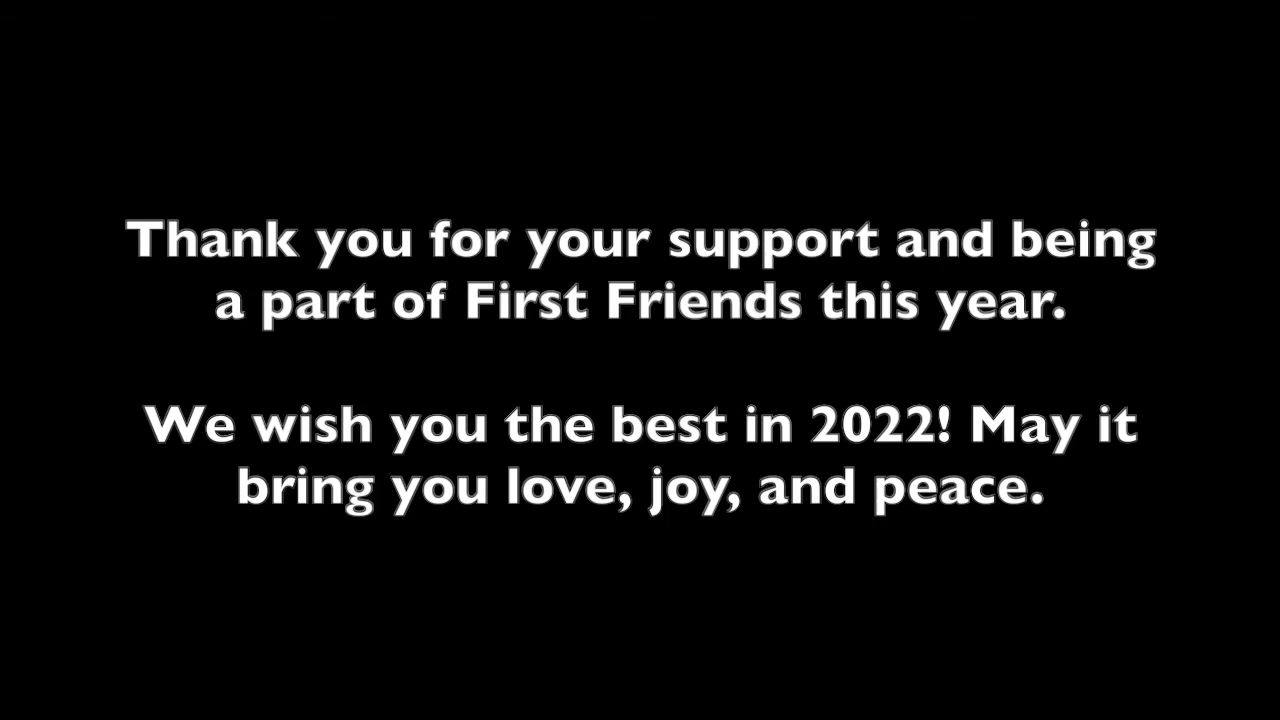 Thank you for your support and being
a part of First Friends this year.
We wish you the best in 2022! May it
bring you love, joy, and peace.